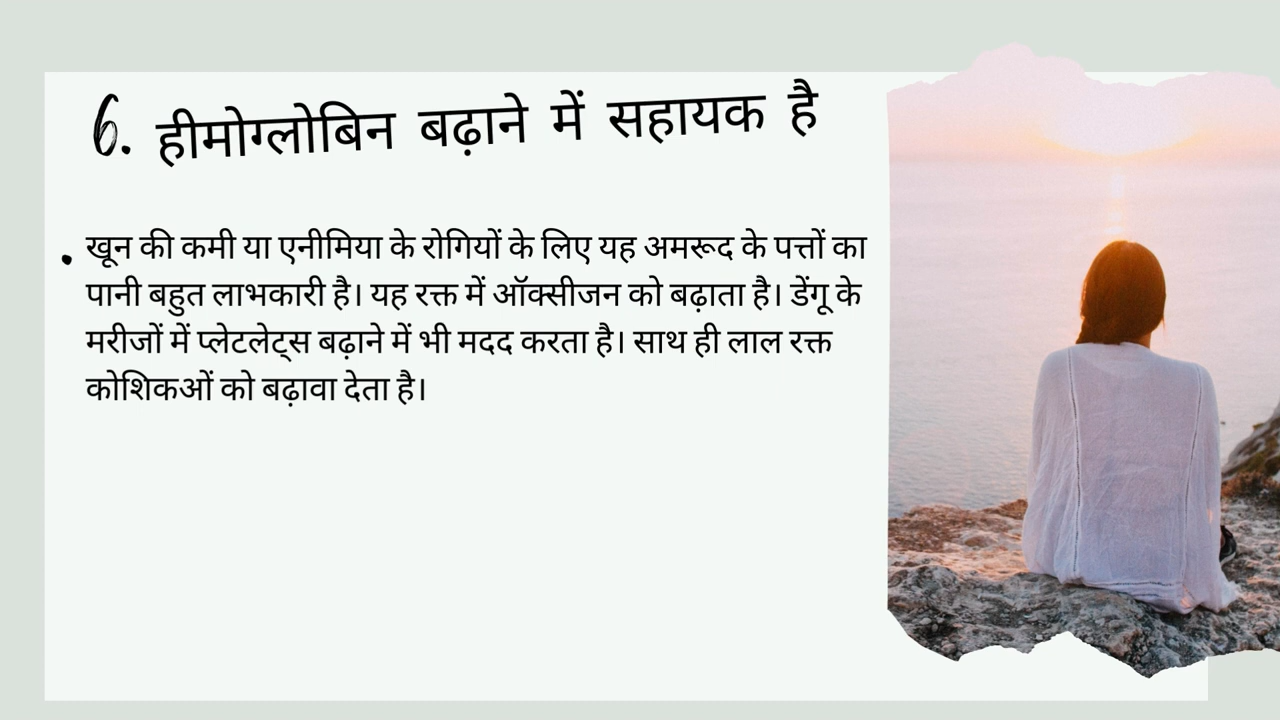 6. हीमोग्लोबिन बढ़ाने में सहायक है
• खून की कमी या एनीमिया के रोगियों के लिए यह अमरूद के पत्तों का
पानी बहुत लाभकारी है। यह रक्त में ऑक्सीजन को बढ़ाता है। डेंगू के
मरीजों में प्लेटलेट्स बढ़ाने में भी मदद करता है। साथ ही लाल रक्त
कोशिकओं को बढ़ावा देता है।